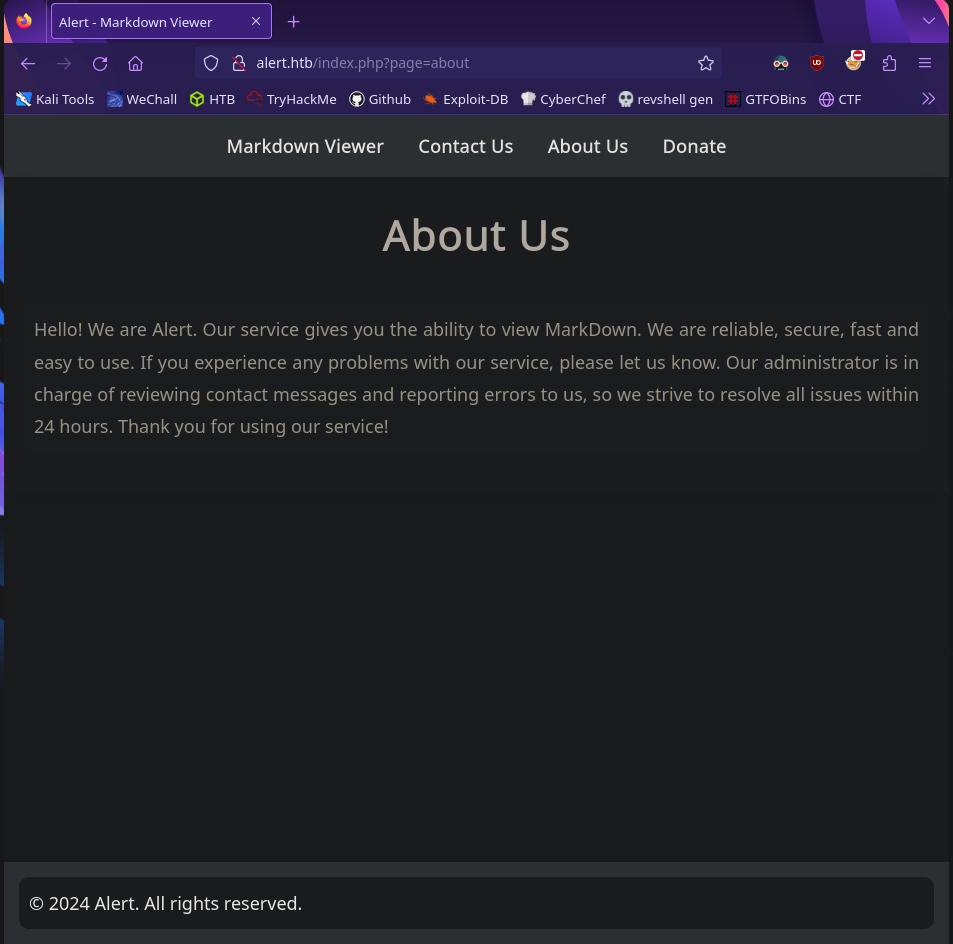 Alert - Markdown Viewer
alert.htb/index.php?page=about
Kali Tools WeChall HTB TryHackMe Github Exploit-DB CyberChef revshell gen GTFOBins CTF
Markdown Viewer Contact Us About Us Donate
About Us
Hello! We are Alert. Our service gives you the ability to view MarkDown. We are reliable, secure, fast and
easy to use. If you experience any problems with our service, please let us know. Our administrator is in
charge of reviewing contact messages and reporting errors to us, so we strive to resolve all issues within
24 hours. Thank you for using our service!
© 2024 Alert. All rights reserved.